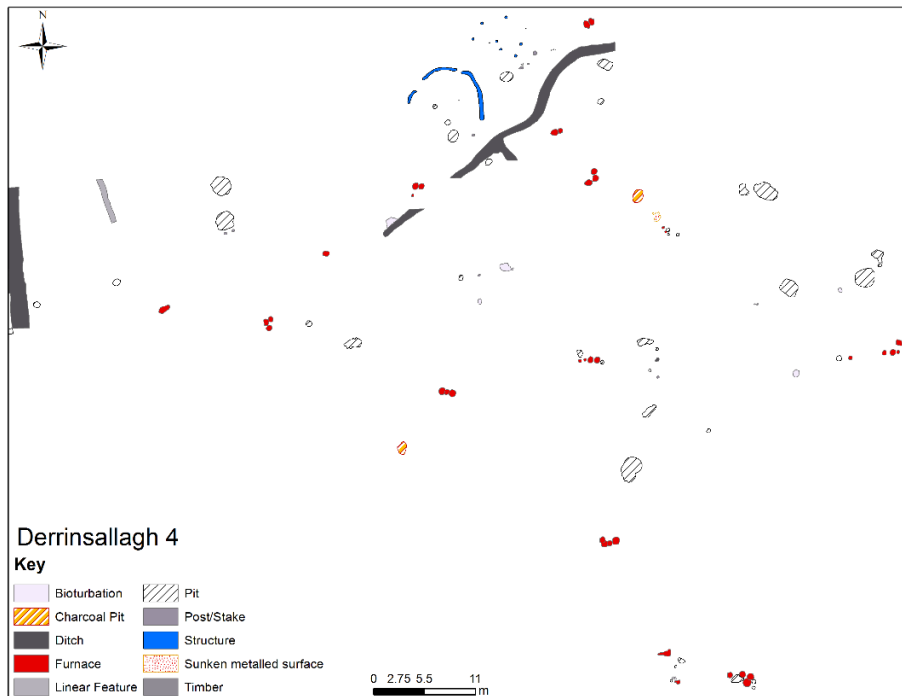 N
Derrinsallagh 4
Key
Bioturbation
Pit
Charcoal Pit
Post/Stake
Ditch
Structure
Furnace
Sunken metalled surface
Linear Feature
Timber
0 2.75 5.5 11
m